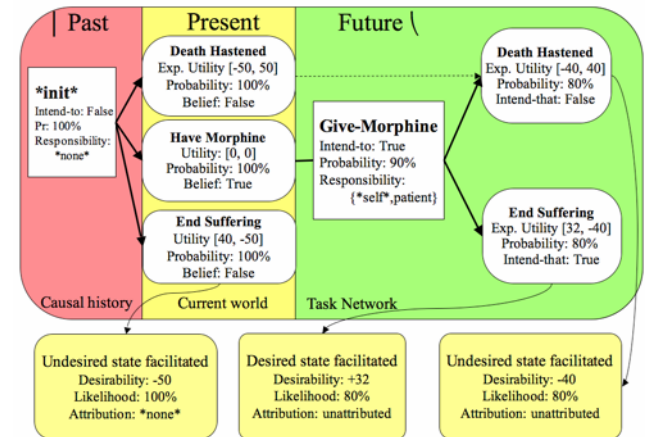 Past
Present
Future
*init*
Intend-to: False
Pr: 100%
Responsibility:
*none*
Death Hastened
Exp. Utility [-50, 50]
Probability: 100%
Belief: False
Have Morphine
Utility: [0, 0]
Probability: 100%
Belief: True
End Suffering
Utility [40, -50]
Probability: 100%
Belief: False
Give-Morphine
Intend-to: True
Probability: 90%
Responsibility:
{*self*,patient}
Death Hastened
Exp. Utility [-40, 40]
Probability: 80%
Intend-that: False
End Suffering
Exp. Utility [32, -40]
Probability: 80%
Intend-that: True
Causal history
Current world
Task Network
Undesired state facilitated
Desirability: -50
Likelihood: 100%
Attribution: *none*
Desired state facilitated
Desirability: +32
Likelihood: 80%
Attribution: unattributed
Undesired state facilitated
Desirability: -40
Likelihood: 80%
Attribution: unattributed